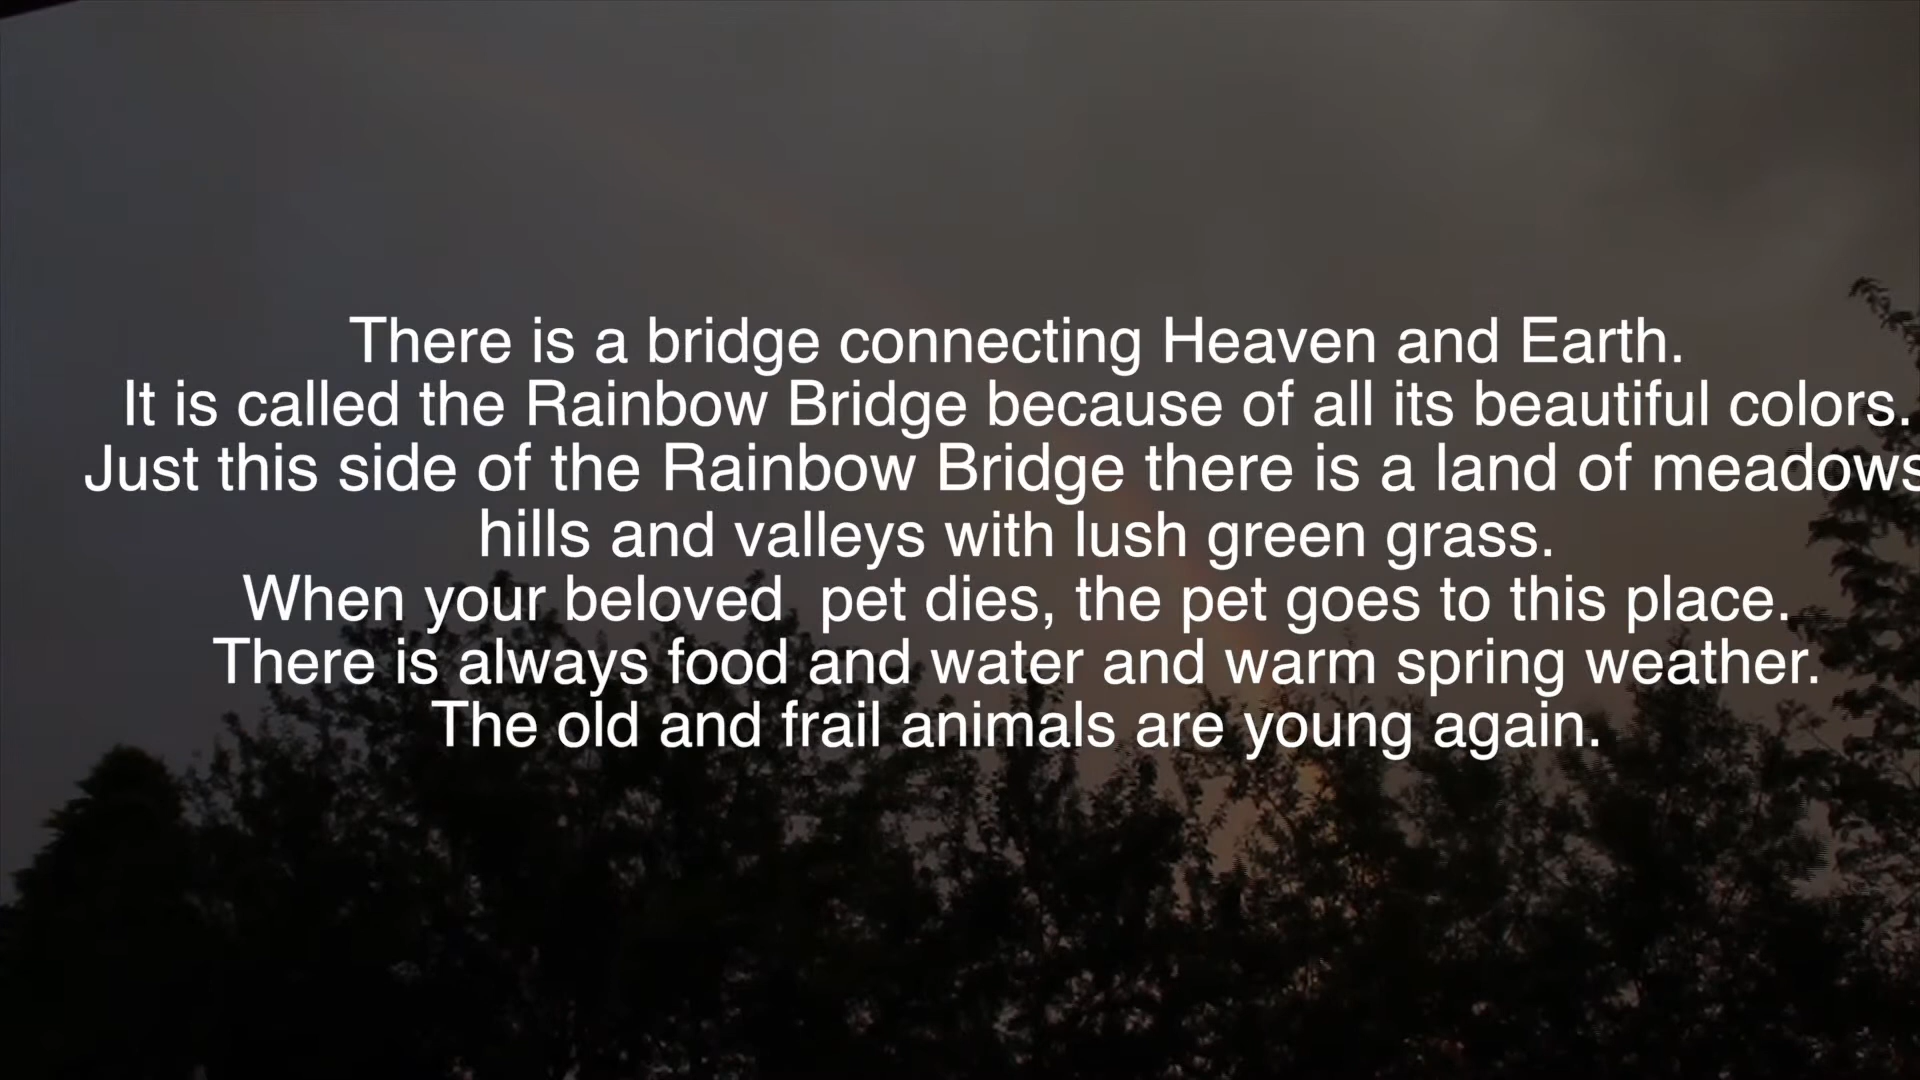 There is a bridge connecting Heaven and Earth.
It is called the Rainbow Bridge because of all its beautiful colors.
Just this side of the Rainbow Bridge there is a land of meadows
hills and valleys with lush green grass.
When your beloved  pet dies, the pet goes to this place.
There is always food and water and warm spring weather.
The old and frail animals are young again.